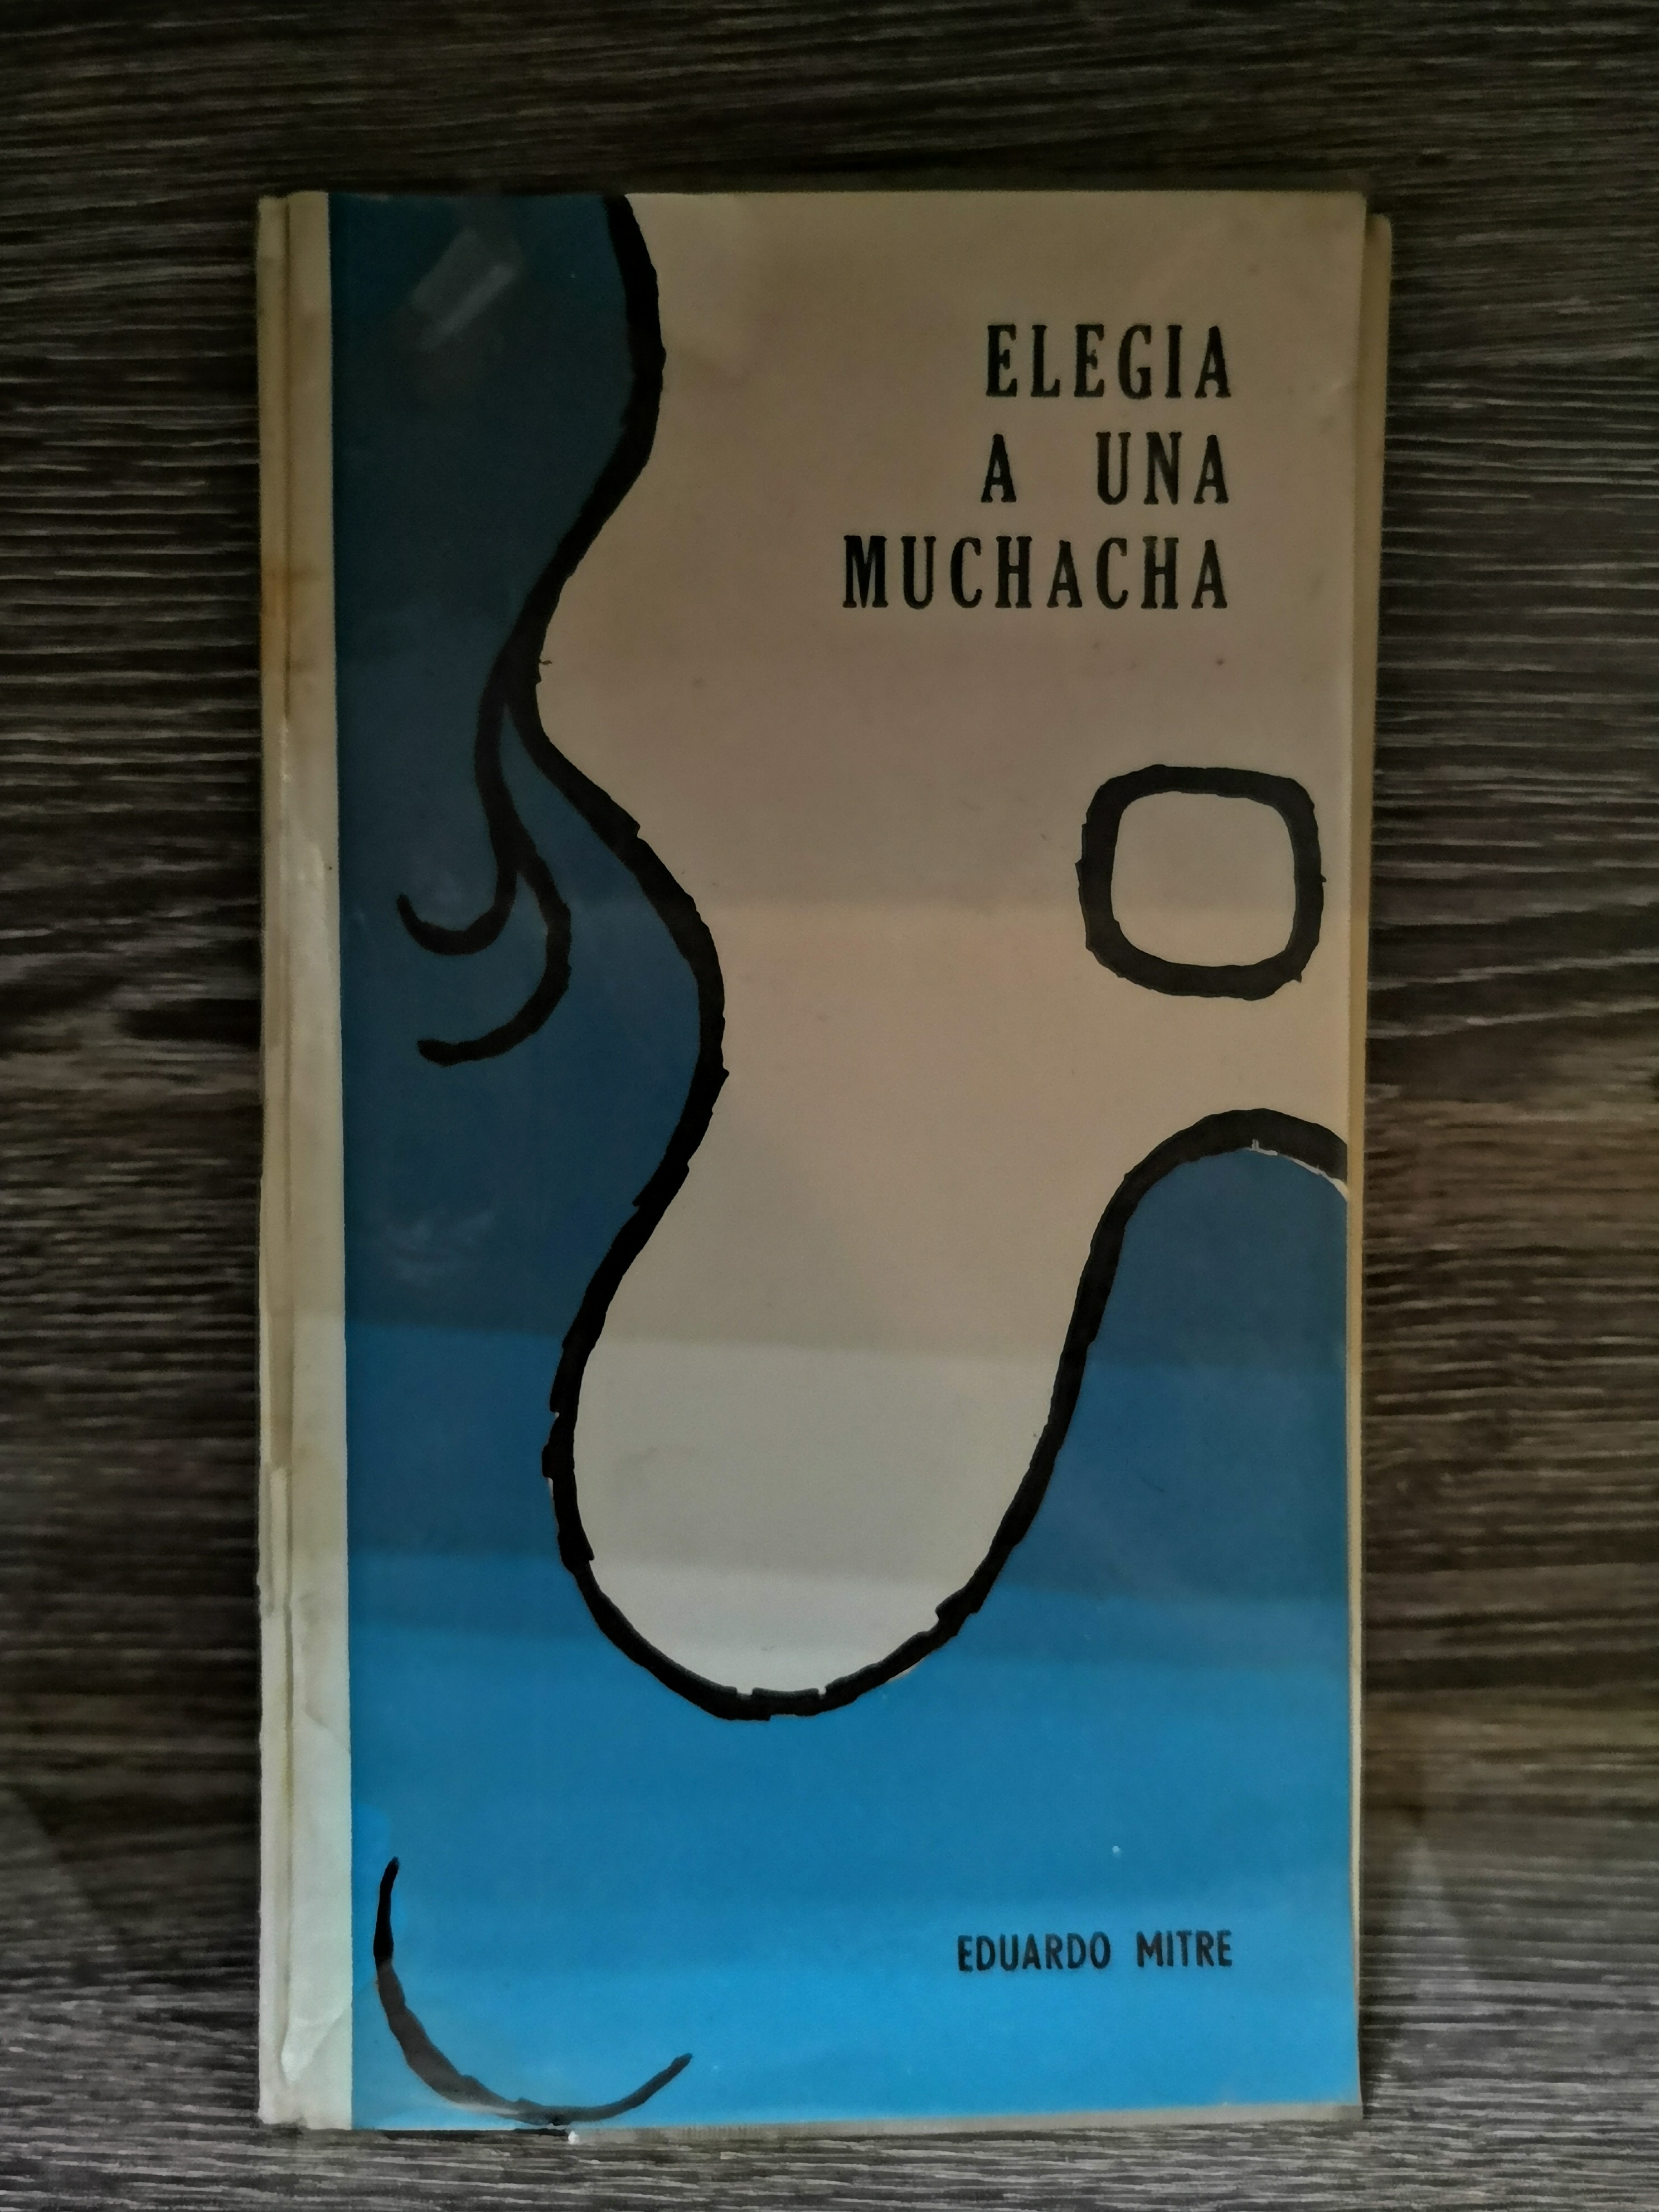 ELEGIA
A UNA
MUCHACHA
EDUARDO MITRE